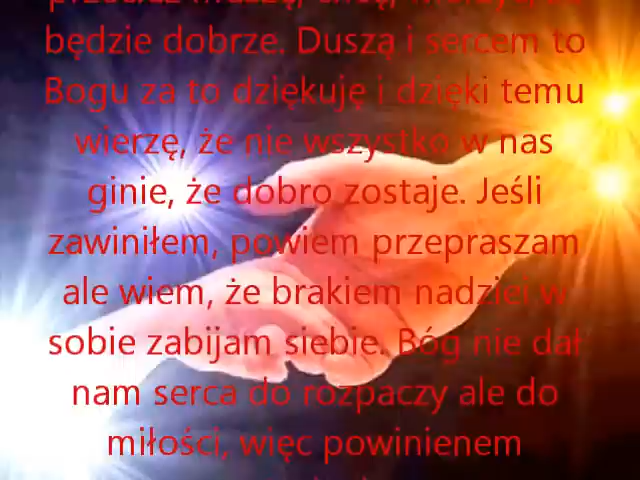 będzie dobrze. Duszą i sercem to
Bogu za to dziękuję i dzięki temu
wierzę, że nie wszystko w nas
ginie, że dobro zostaje. Jeśli
zawiniłem, powiem przepraszam
ale wiem, że brakiem nadziei w
sobie zabijam siebie. Bóg nie dał
nam serca do rozpaczy ale do
miłości, więc powinienem